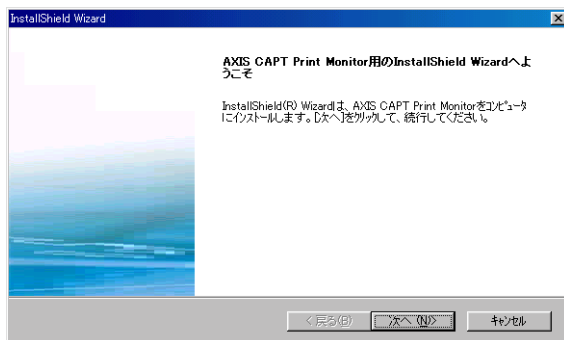 InstallShield Wizard
AXIS CAPT Print Monitor用のInstallShield Wizardへよ
うこそ
InstallShield(R) Wizardは、AXIS CAPT Print Monitorをコンピュータ
にインストールします。[次へ]をクリックして、続行してください。
< 戻る(B)
次へ (N)>
キャンセル